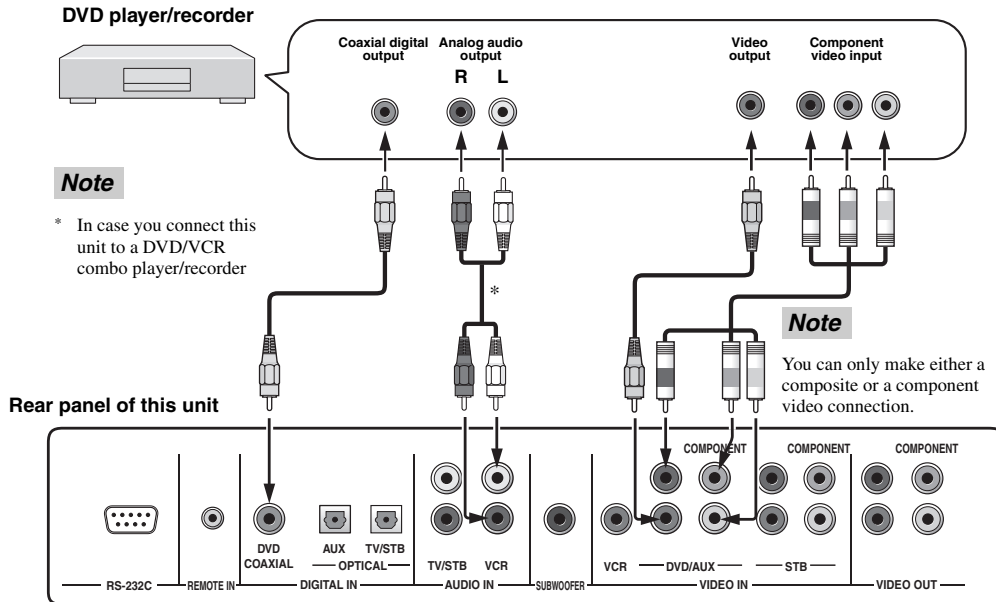 DVD player/recorder
Coaxial digital
output
Analog audio
output
R L
Video
output
Component
video input
Note
* In case you connect this
unit to a DVD/VCR
combo player/recorder
*
Note
You can only make either a
composite or a component
video connection.
Rear panel of this unit
COMPONENT COMPONENT COMPONENT
DVD
COAXIAL
AUX TV/STB
OPTICAL
TV/STB VCR
VCR DVD/AUX STB
RS-232C REMOTE IN DIGITAL IN AUDIO IN SUBWOOFER VIDEO IN VIDEO OUT